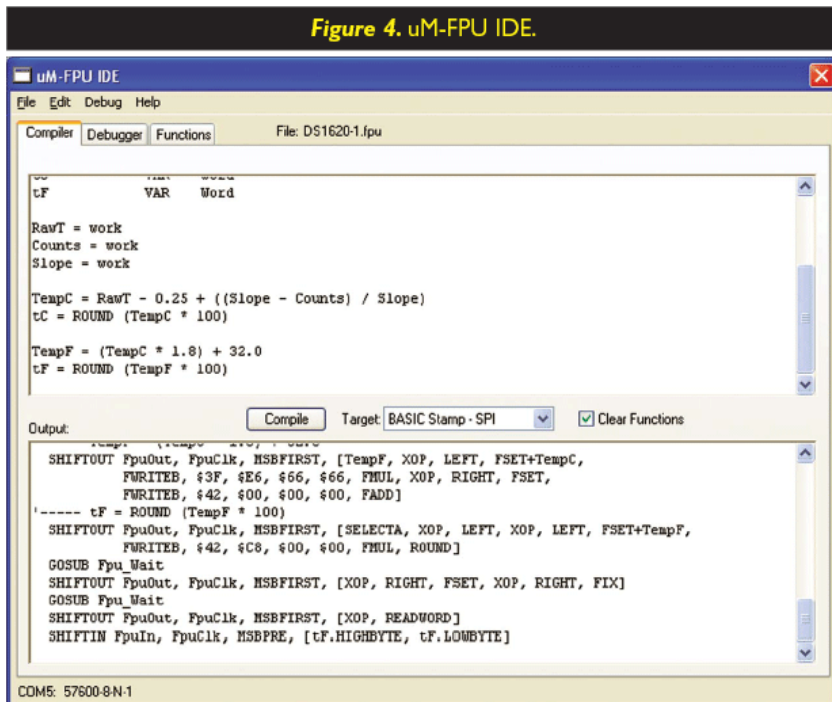 Figure 4. uM-FPU IDE.
uM-FPU IDE
File Edit Debug Help
Compiler Debugger Functions File: DS1620-1.fpu
tF VAR Word
RawT = work
Counts = work
Slope = work
TempC = RawT - 0.25 + ((Slope - Counts) / Slope)
tC = ROUND (TempC * 100)
TempF = (TempC * 1.8) + 32.0
tF = ROUND (TempF * 100)
Compile Target: BASIC Stamp - SPI Clear Functions
Output:
SHIFTOUT FpuOut, FpuClk, MSBFIRST, [TempF, XOP, LEFT, FSET+TempC,
FWRITEB, $3F, $E6, $66, $66, FMUL, XOP, RIGHT, FSET,
FWRITEB, $42, $00, $00, $00, FADD]
'----- tF = ROUND (TempF * 100)
SHIFTOUT FpuOut, FpuClk, MSBFIRST, [SELECTA, XOP, LEFT, XOP, LEFT, FSET+TempF,
FWRITEB, $42, $C8, $00, $00, FMUL, ROUND]
GOSUB Fpu_Wait
SHIFTOUT FpuOut, FpuClk, MSBFIRST, [XOP, RIGHT, FSET, XOP, RIGHT, FIX]
GOSUB Fpu_Wait
SHIFTOUT FpuOut, FpuClk, MSBFIRST, [XOP, READWORD]
SHIFTIN FpuIn, FpuClk, MSBPRE, [tF.HIGHBYTE, tF.LOWBYTE]
COM5: 57600-8-N-1